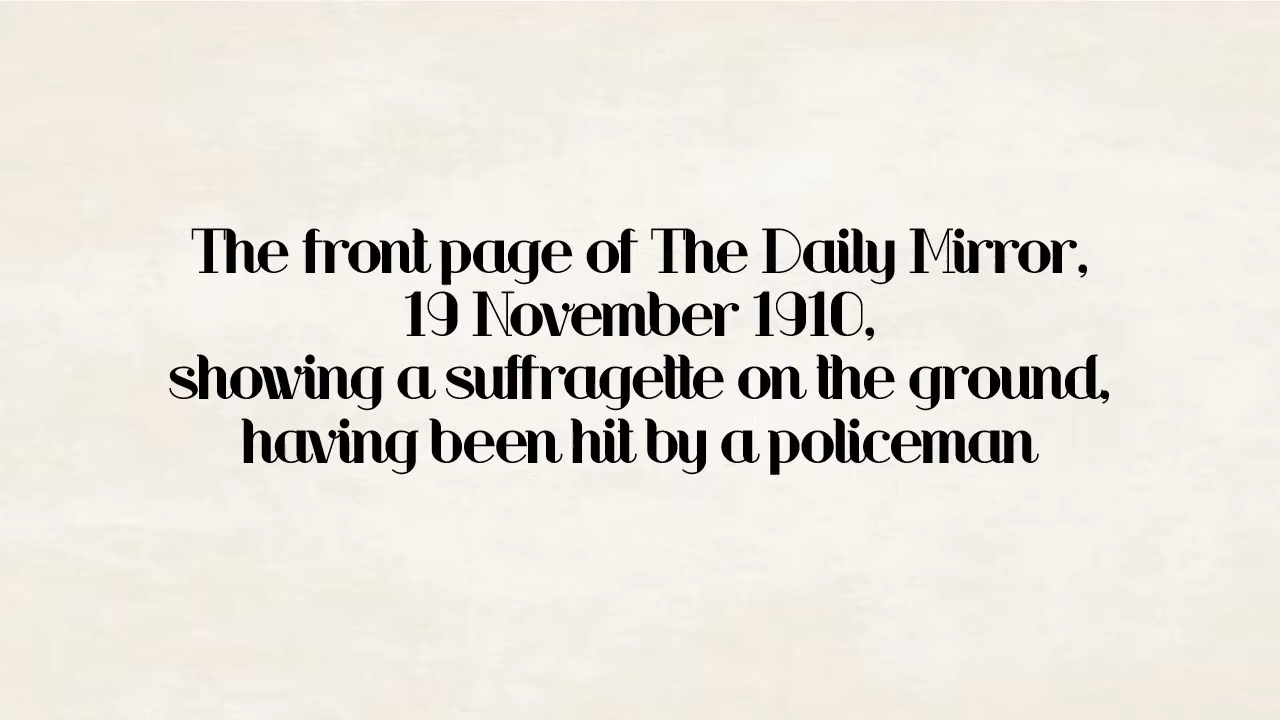 The front page of The Daily Mirror,
19 November 1910,
showing a suffragette on the ground,
having been hit by a policeman